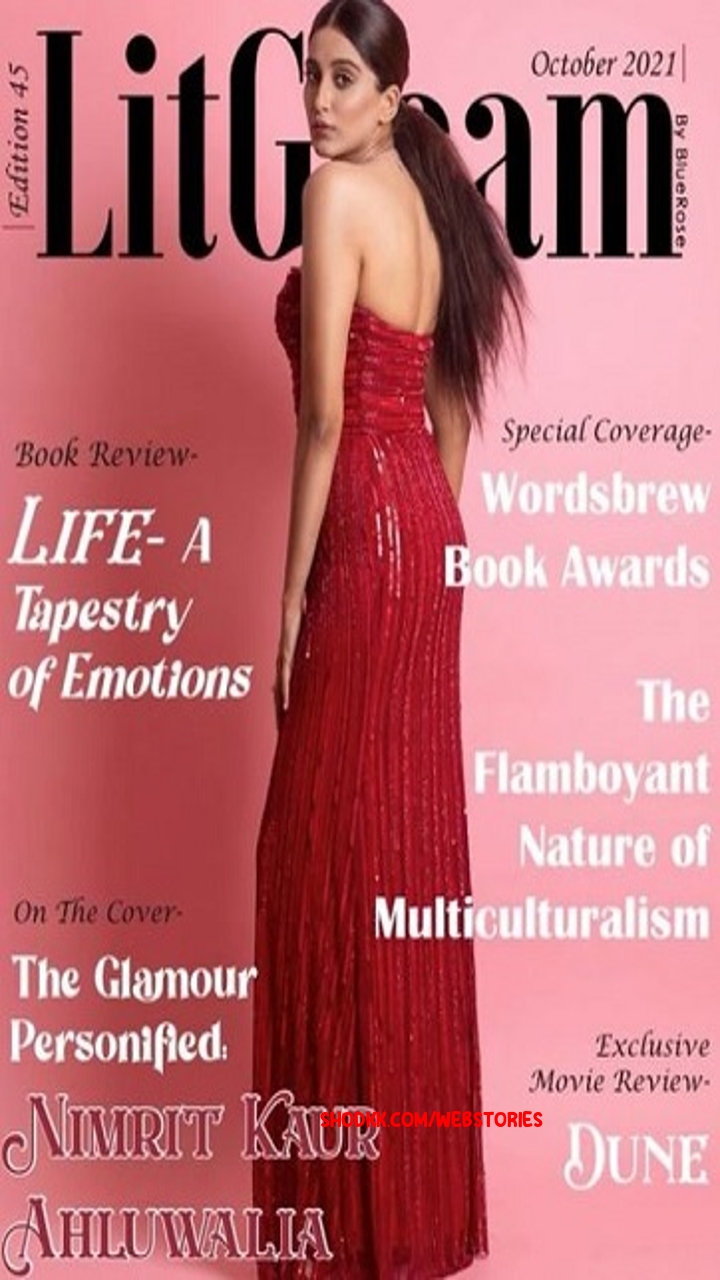 Edition 45
October 2021
LitG am
By BlueRose
Book Review-
LIFE- A
Tapestry
of Emotions
Special Coverage-
Wordsbrew
Book Awards
The
Flamboyant
Nature of
Multiculturalism
On The Cover-
The Glamour
Personified:
NIMRIT KAUR
AHLUWALIA
SHODKK.COM/WEBSTORIES
Exclusive
Movie Review-
DUNE